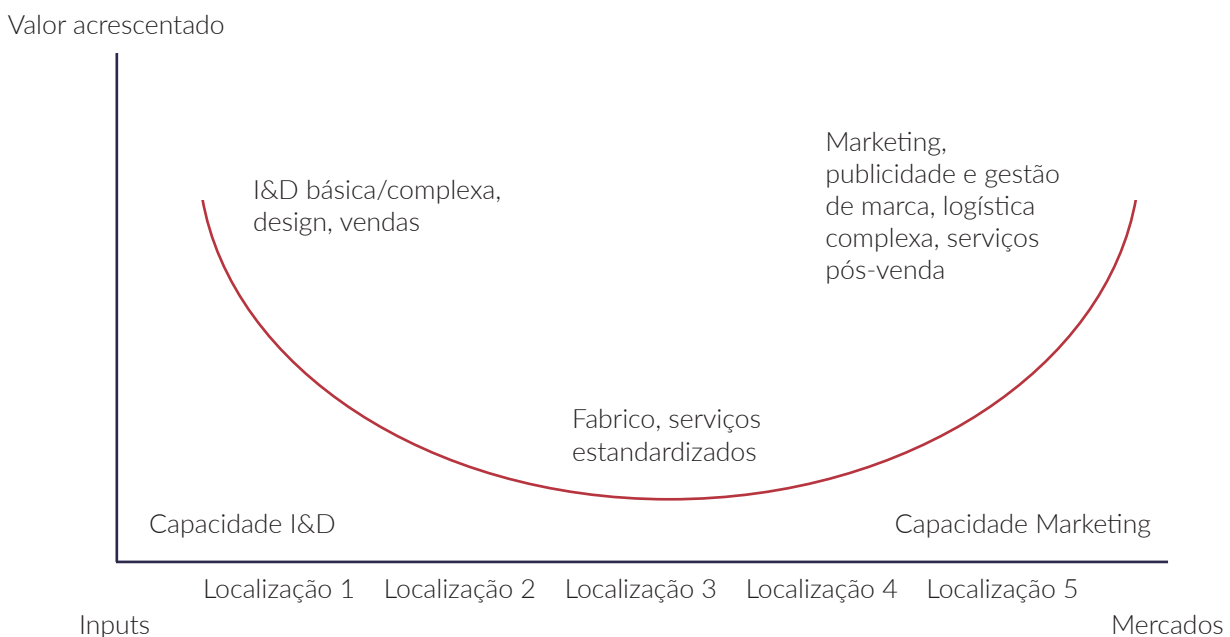 Valor acrescentado
I&D básica/complexa,
design, vendas
Marketing,
publicidade e gestão
de marca, logística
complexa, serviços
pós-venda
Fabrico, serviços
estandardizados
Capacidade I&D
Capacidade Marketing
Localização 1
Localização 2
Localização 3
Localização 4
Localização 5
Inputs
Mercados